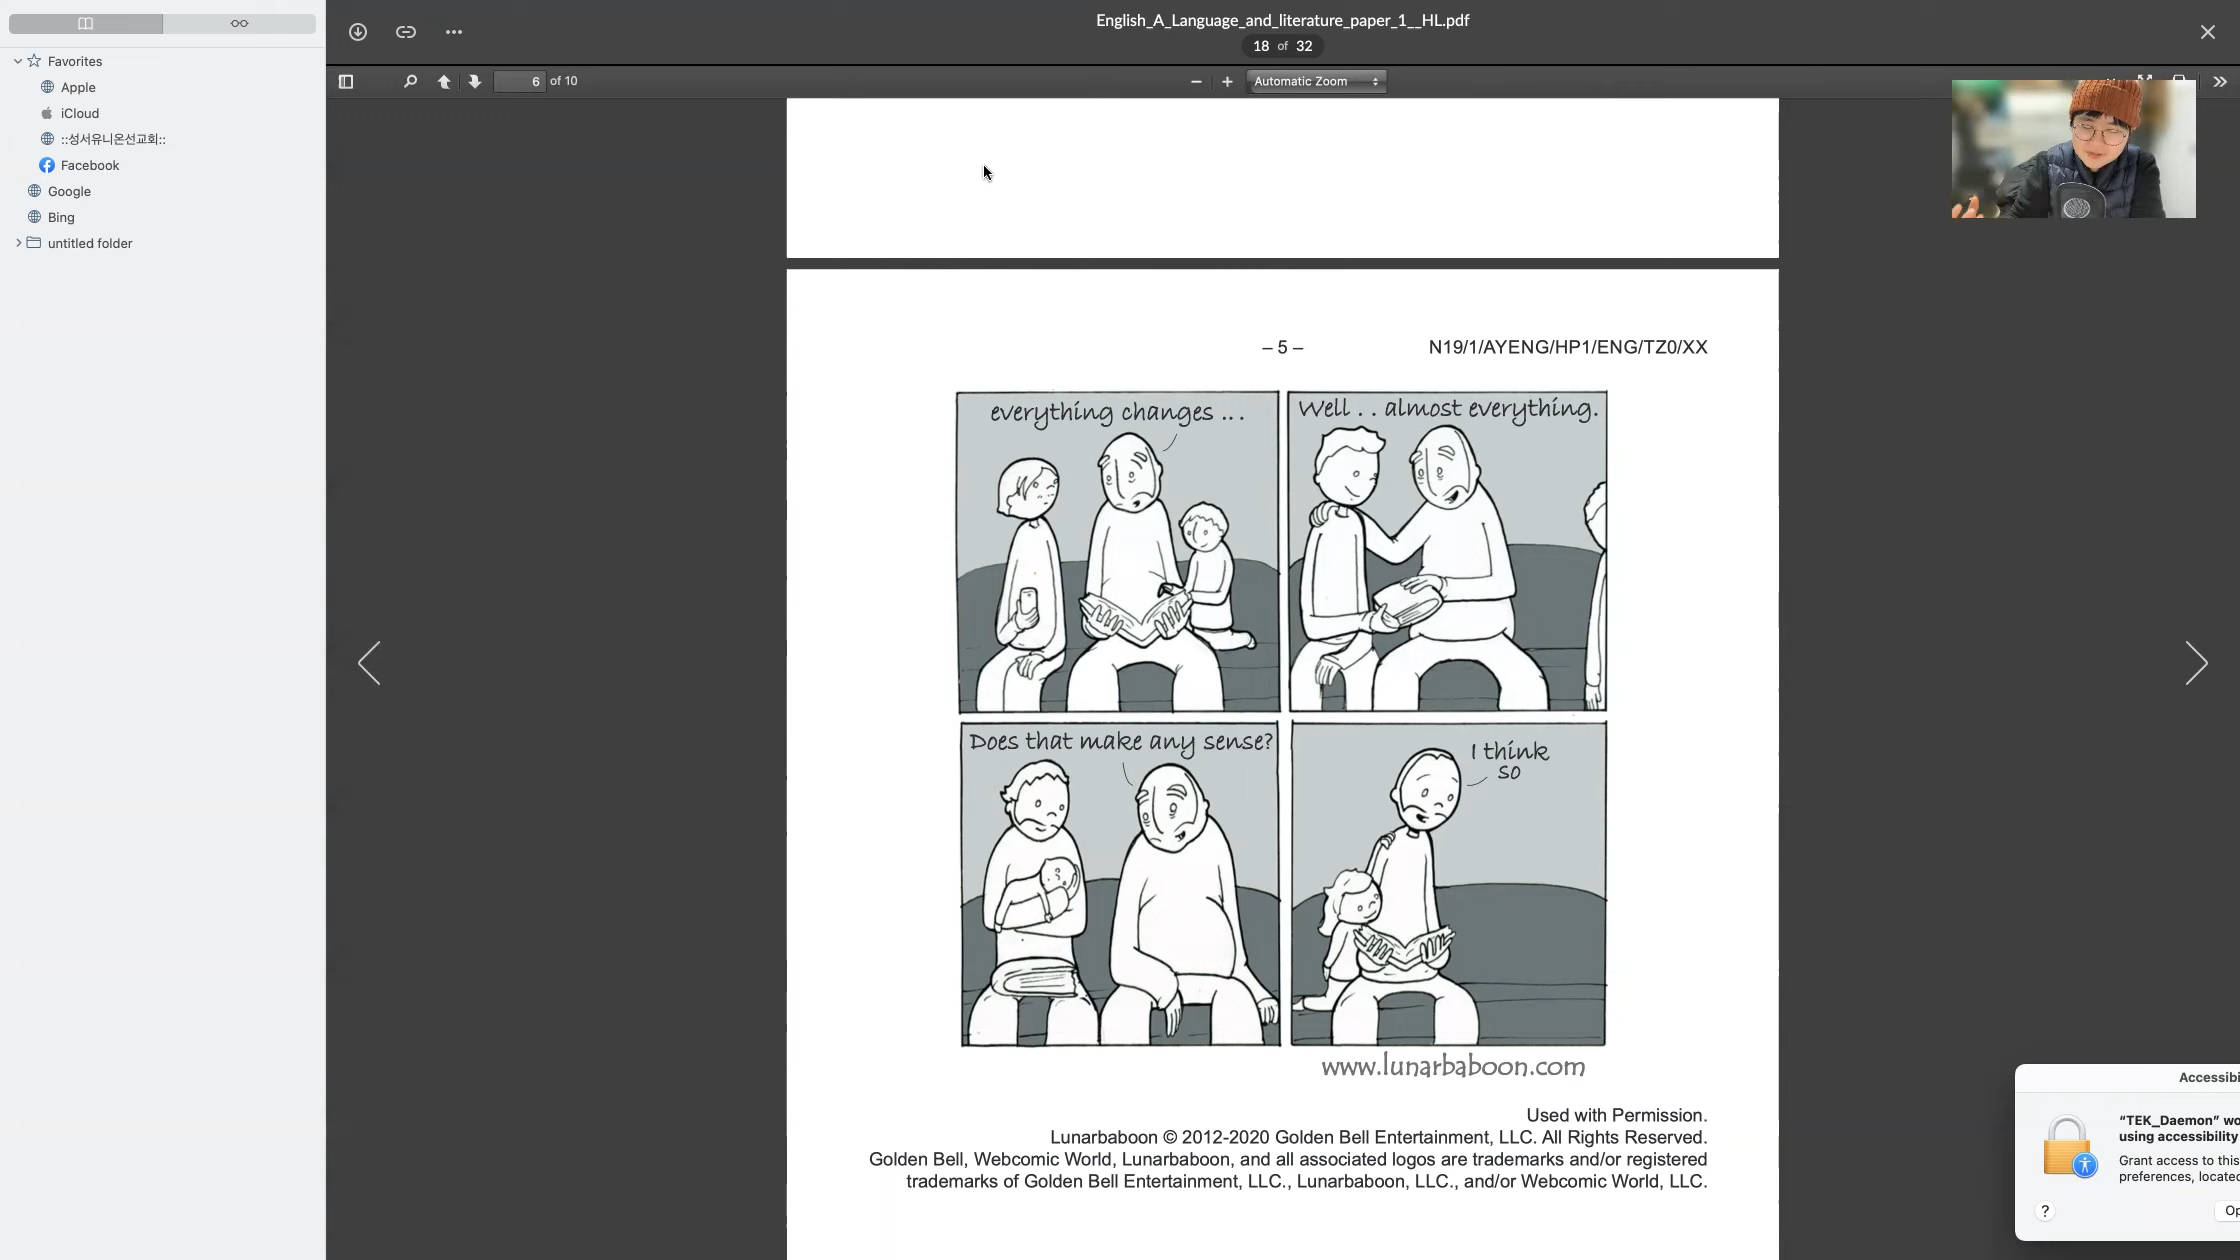 English_A_Language_and_literature_paper_1__HL.pdf
18 of 32
6 of 10
Automatic Zoom
Favorites
Apple
iCloud
::성서유니온선교회::
Facebook
Google
Bing
untitled folder
– 5 –
N19/1/AYENG/HP1/ENG/TZ0/XX
everything changes ...
Well . . almost everything.
Does that make any sense?
I think
so
www.lunarbaboon.com
Used with Permission.
Lunarbaboon © 2012-2020 Golden Bell Entertainment, LLC. All Rights Reserved.
Golden Bell, Webcomic World, Lunarbaboon, and all associated logos are trademarks and/or registered
trademarks of Golden Bell Entertainment, LLC., Lunarbaboon, LLC., and/or Webcomic World, LLC.
Accessibi
“TEK_Daemon” wo
using accessibility
Grant access to this
preferences, located
?
Op